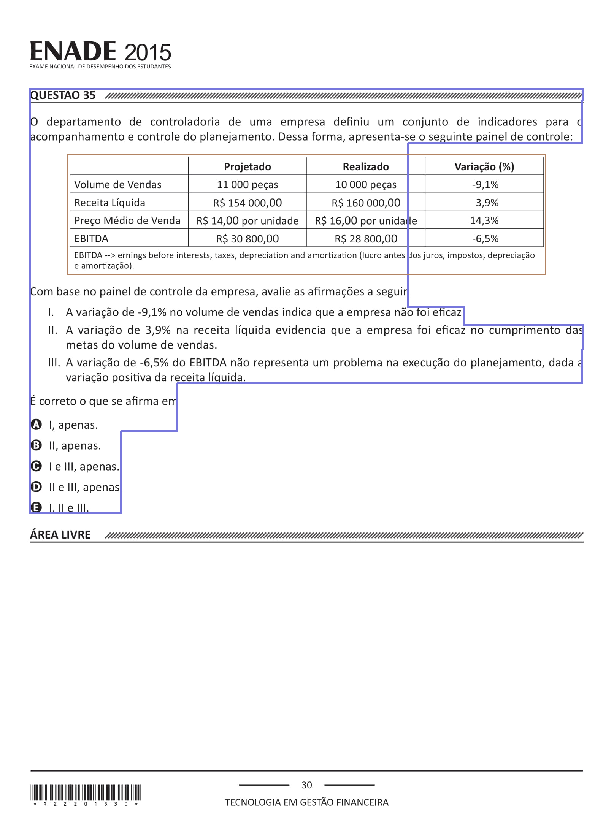 ENADE 2015
EXAME NACIONAL DE DESEMPENHO DOS ESTUDANTES
QUESTÃO 35
O departamento de controladoria de uma empresa definiu um conjunto de indicadores para o
acompanhamento e controle do planejamento. Dessa forma, apresenta-se o seguinte painel de controle:
Projetado Realizado Variação (%)
Volume de Vendas 11 000 peças 10 000 peças -9,1%
Receita Líquida R$ 154 000,00 R$ 160 000,00 3,9%
Preço Médio de Venda R$ 14,00 por unidade R$ 16,00 por unidade 14,3%
EBITDA R$ 30 800,00 R$ 28 800,00 -6,5%
EBITDA --> ernings before interests, taxes, depreciation and amortization (lucro antes dos juros, impostos, depreciação
e amortização).
Com base no painel de controle da empresa, avalie as afirmações a seguir
I. A variação de -9,1% no volume de vendas indica que a empresa não foi eficaz
II. A variação de 3,9% na receita líquida evidencia que a empresa foi eficaz no cumprimento das
metas do volume de vendas.
III. A variação de -6,5% do EBITDA não representa um problema na execução do planejamento, dada a
variação positiva da receita líquida.
É correto o que se afirma em
A I, apenas.
B II, apenas.
C I e III, apenas.
D II e III, apenas
E I, II e III.
ÁREA LIVRE
30
TECNOLOGIA EM GESTÃO FINANCEIRA